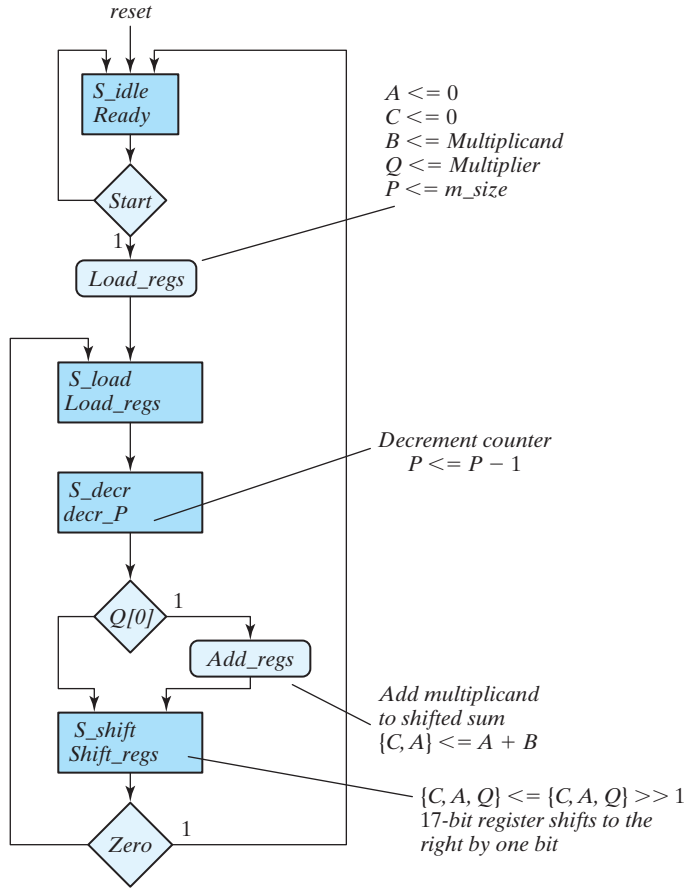 reset
S_idle
Ready
Start
1
Load_regs
A <= 0
C <= 0
B <= Multiplicand
Q <= Multiplier
P <= m_size
S_load
Load_regs
Decrement counter
P <= P − 1
S_decr
decr_P
Q[0]
1
Add_regs
Add multiplicand
to shifted sum
{C, A} <= A + B
S_shift
Shift_regs
{C, A, Q} <= {C, A, Q} >> 1
17-bit register shifts to the
right by one bit
Zero
1